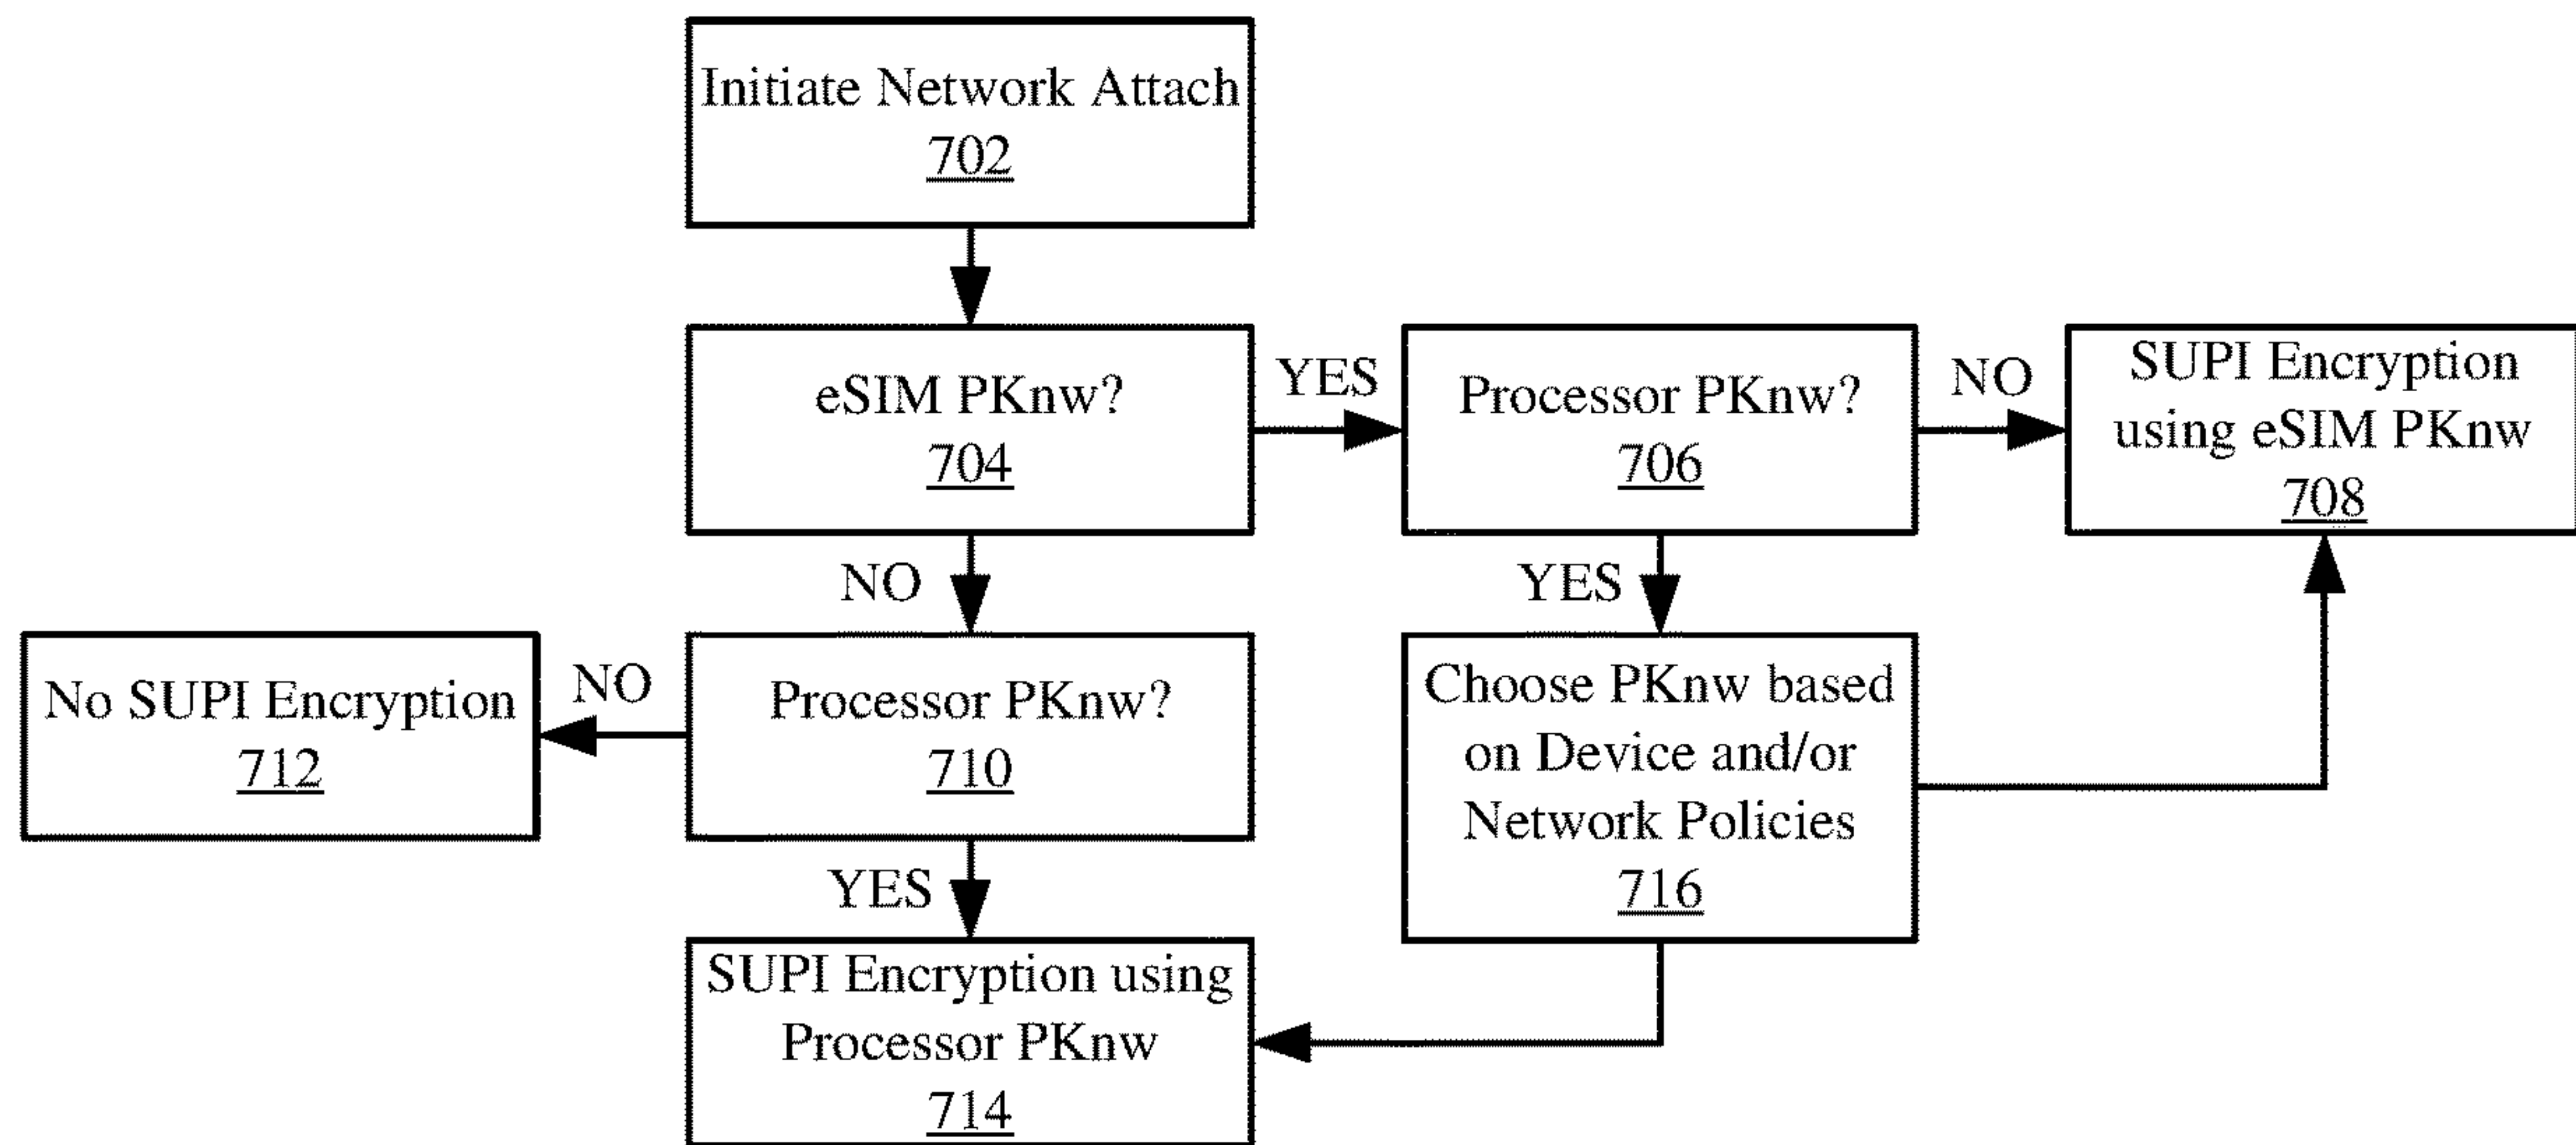 Initiate Network Attach
702
eSIM PKnw?
704
YES
Processor PKnw?
706
NO
SUPI Encryption
using eSIM PKnw
708
NO
YES
No SUPI Encryption
712
NO
Processor PKnw?
710
Choose PKnw based
on Device and/or
Network Policies
716
YES
SUPI Encryption using
Processor PKnw
714